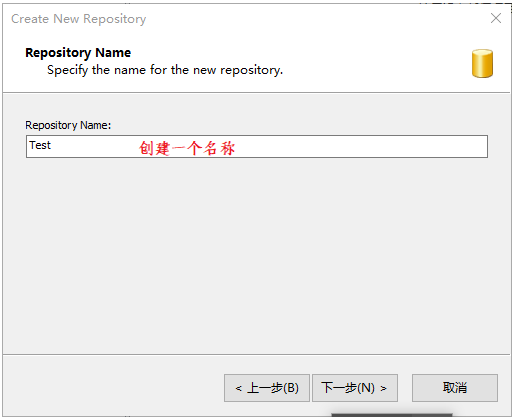 Create New Repository
Repository Name
Specify the name for the new repository.
Repository Name:
Test 创建一个名称
< 上一步(B) 下一步(N) > 取消